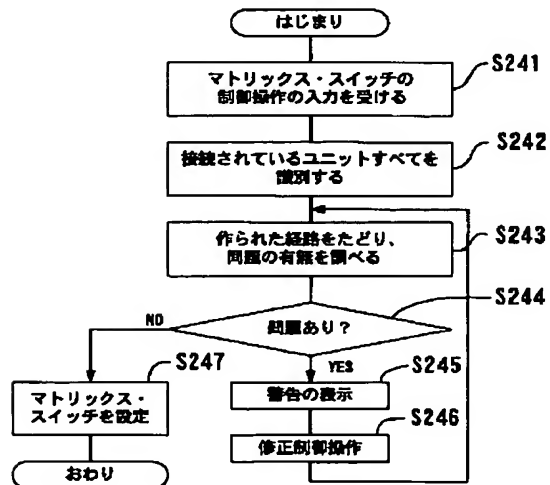 はじまり
S241
マトリックス・スイッチの
制御操作の入力を受ける
S242
接続されているユニットすべてを
識別する
S243
作られた経路をたどり、
問題の有無を調べる
S244
問題あり？
NO
YES
S247
マトリックス・
スイッチを設定
S245
警告の表示
S246
修正制御操作
おわり